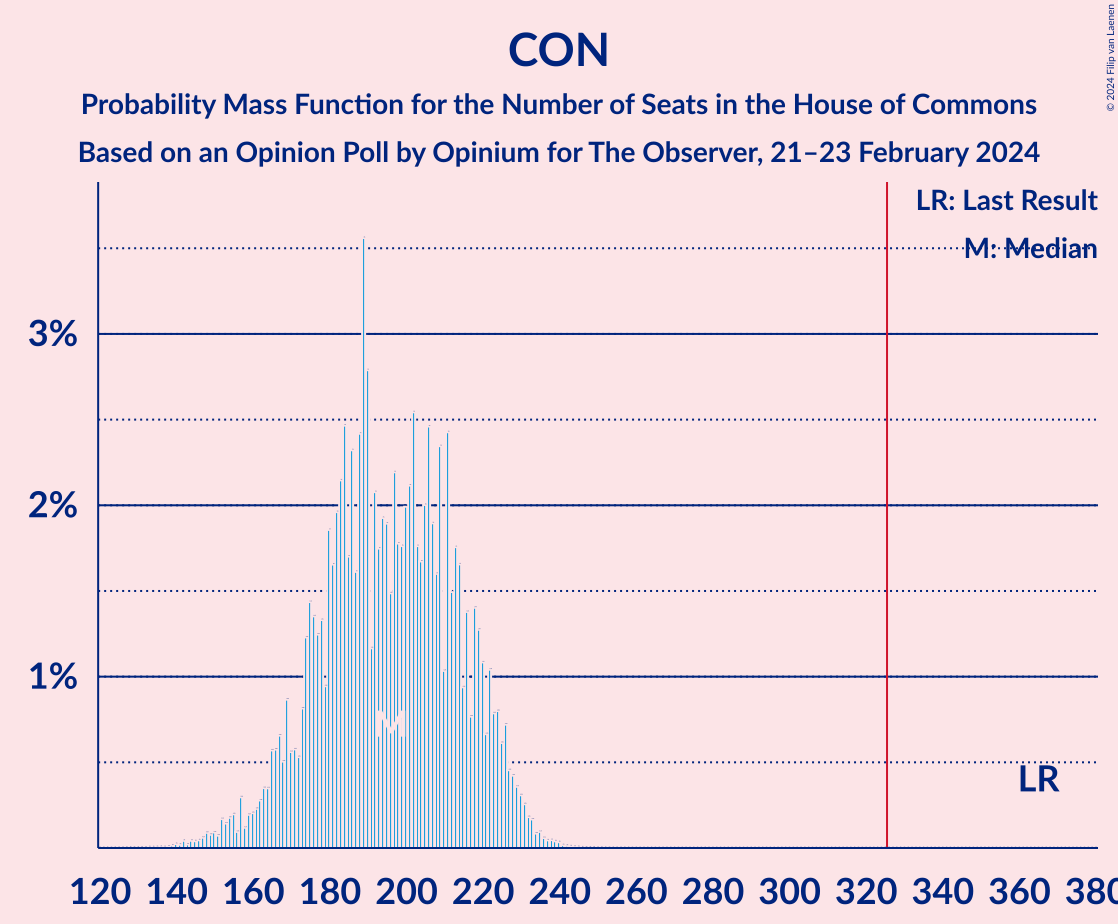 CON
Probability Mass Function for the Number of Seats in the House of Commons
Based on an Opinion Poll by Opinium for The Observer, 21–23 February 2024
© 2024 Filip van Laenen
LR: Last Result
M: Median
3%
2%
1%
M
LR
120 140 160 180 200 220 240 260 280 300 320 340 360 380